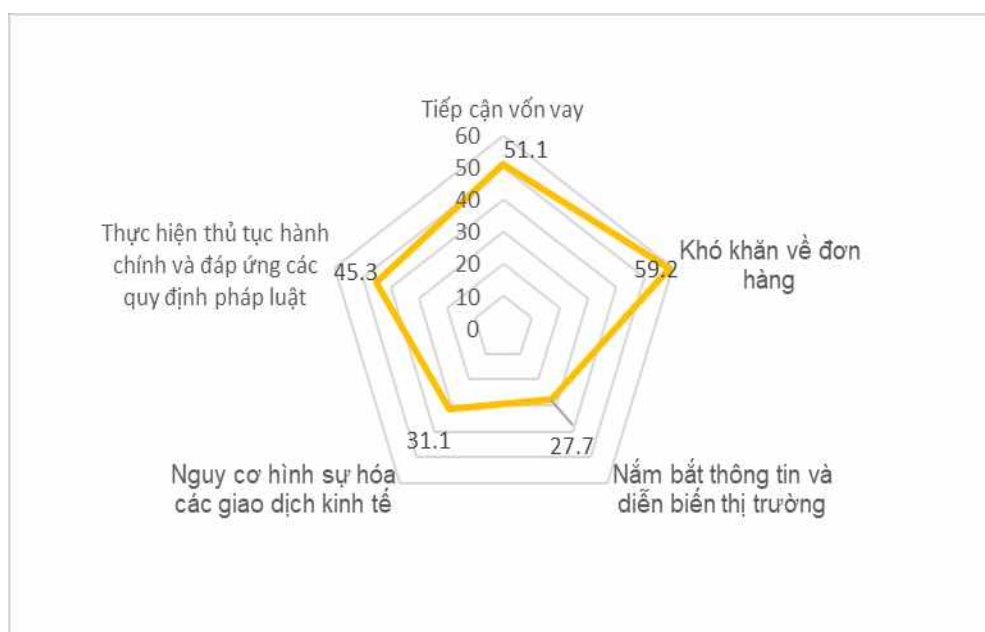 Tiếp cận vốn vay
60
51.1
50
40
30
20
10
0
Khó khăn về đơn
hàng
59.2
Thực hiện thủ tục hành
chính và đáp ứng các
quy định pháp luật
45.3
31.1
27.7
Nguy cơ hình sự hóa
các giao dịch kinh tế
Nắm bắt thông tin và
diễn biến thị trường